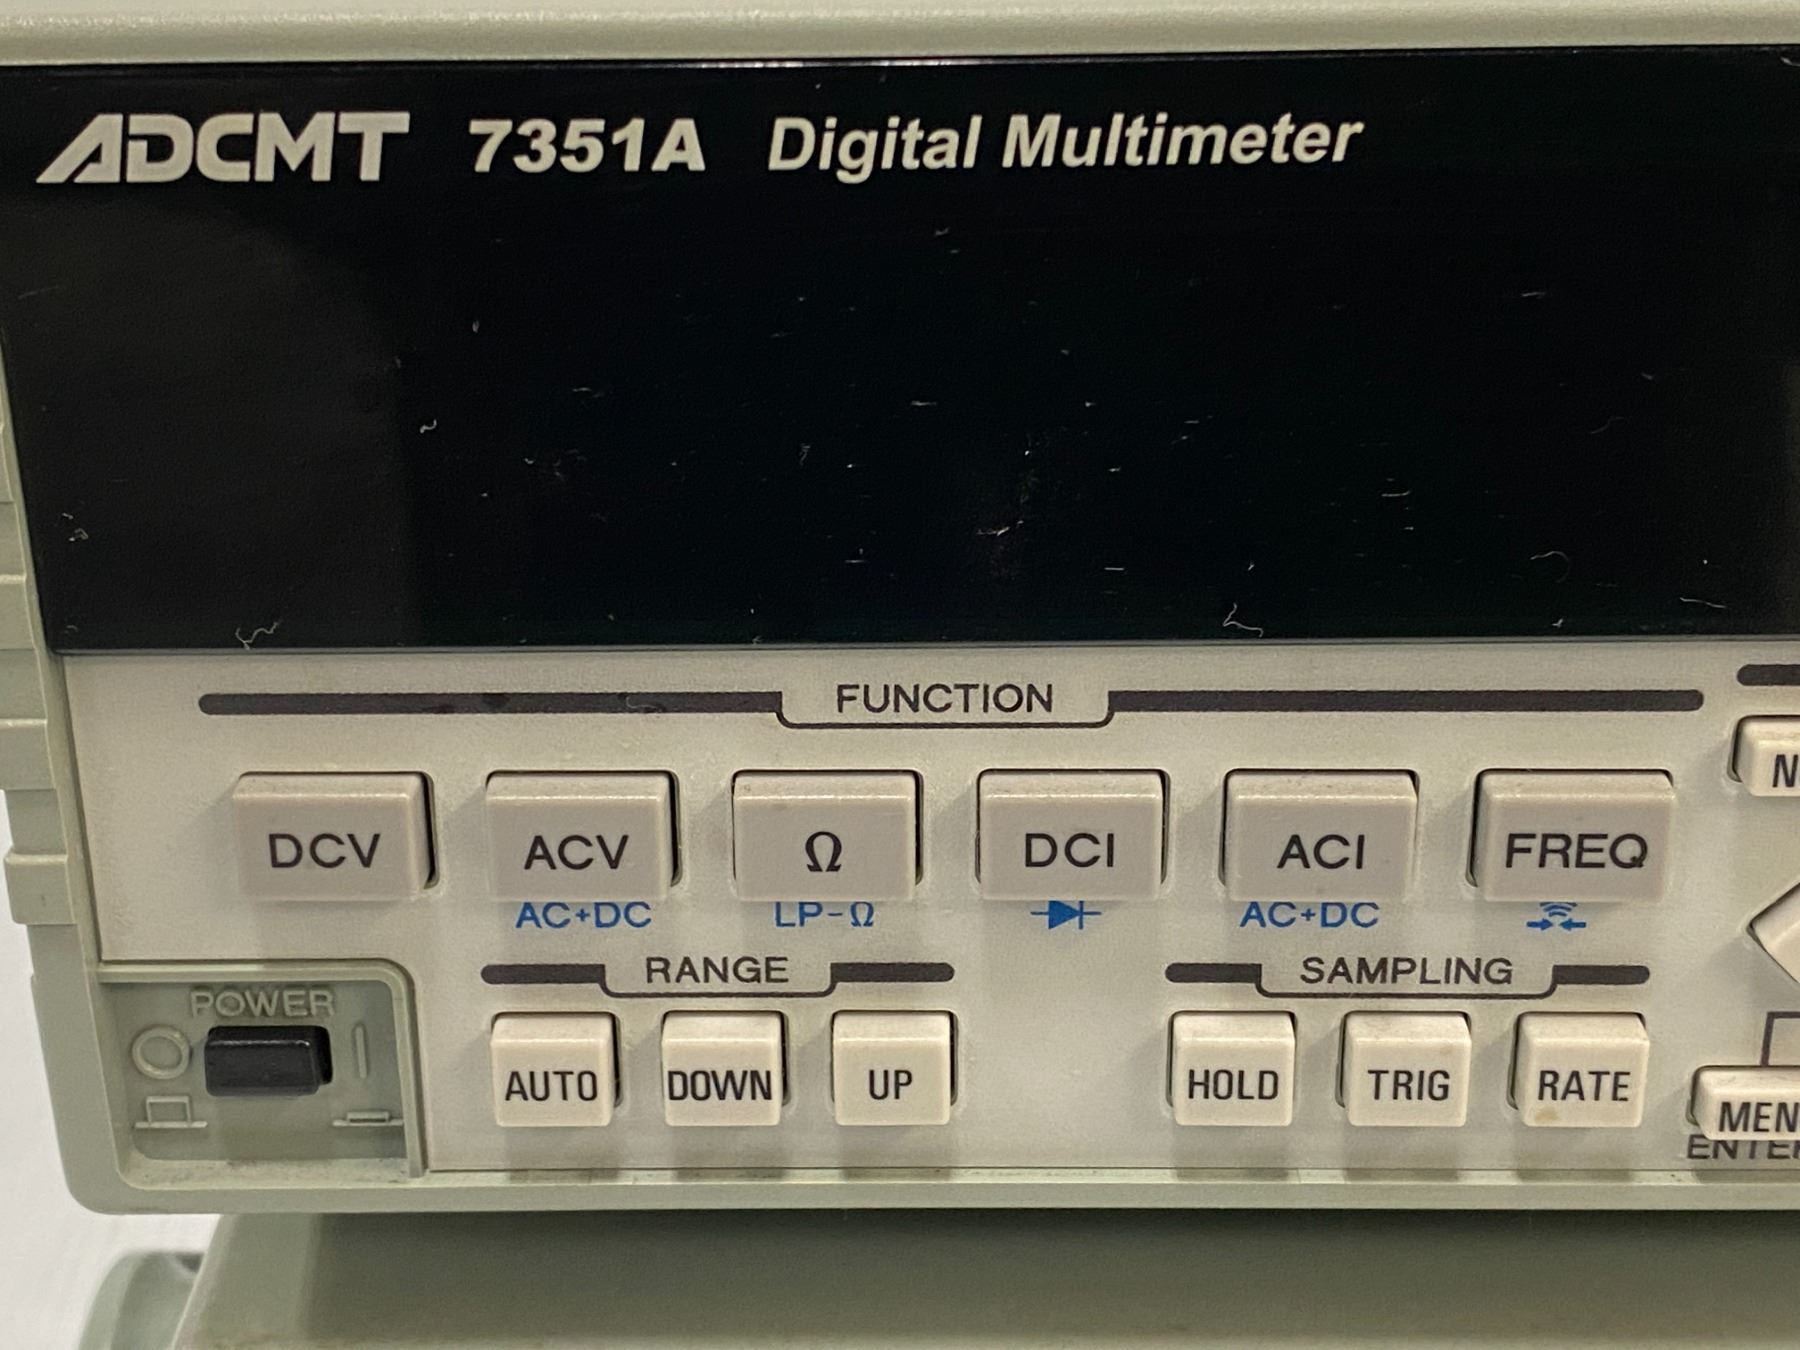 ADCMT 7351A Digital Multimeter
FUNCTION
DCV ACV Ω DCI ACI FREQ
AC+DC LP-Ω AC+DC
RANGE SAMPLING
POWER
AUTO DOWN UP HOLD TRIG RATE